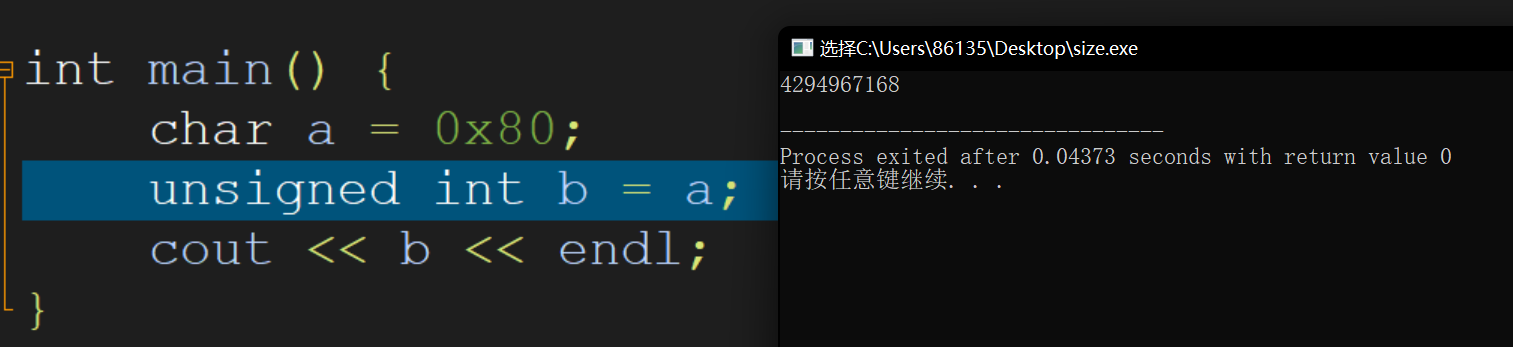 int main() {
char a = 0x80;
unsigned int b = a;
cout << b << endl;
}
选择C:\Users\86135\Desktop\size.exe
4294967168
--------------------------------
Process exited after 0.04373 seconds with return value 0
请按任意键继续. . .